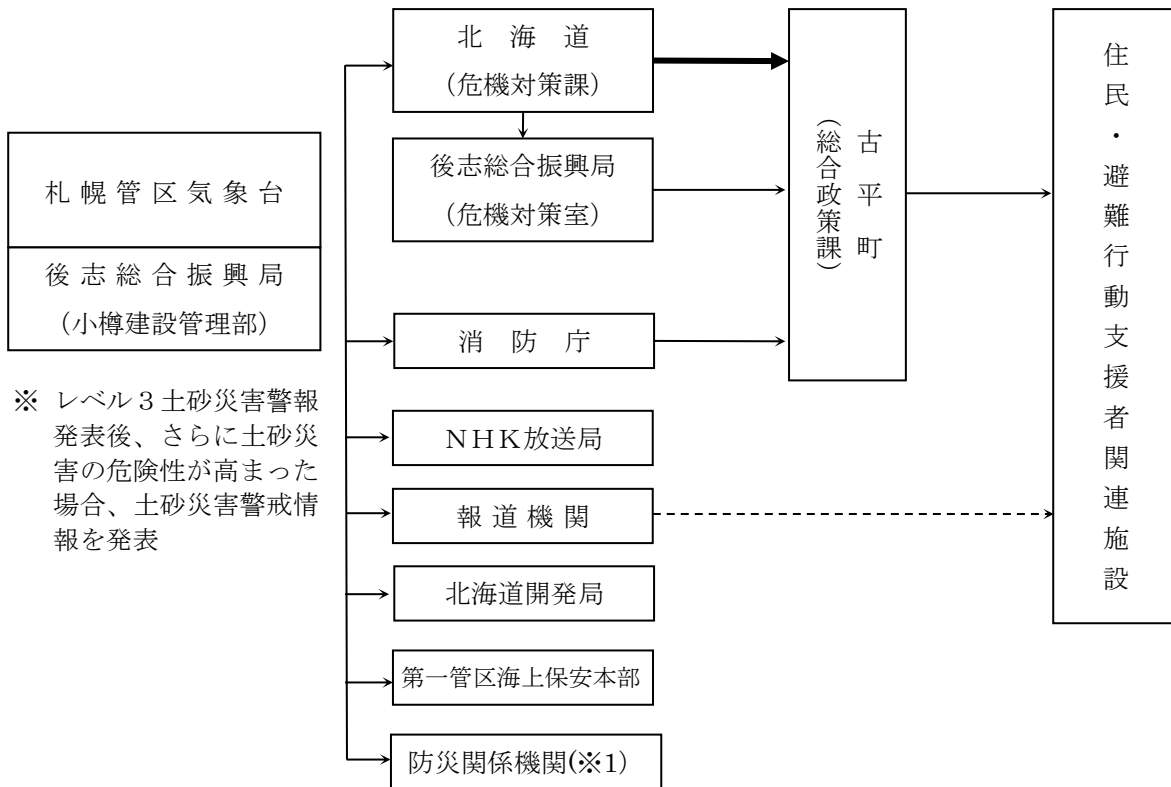 札幌管区気象台
後志総合振興局
(小樽建設管理部)
※ レベル3土砂災害警報
発表後、さらに土砂災
害の危険性が高まった
場合、土砂災害警戒情
報を発表
北海道
(危機対策課)
後志総合振興局
(危機対策室)
消防庁
NHK放送局
報道機関
北海道開発局
第一管区海上保安本部
防災関係機関(※1)
古平町
(総合政策課)
住民・避難行動支援者関連施設